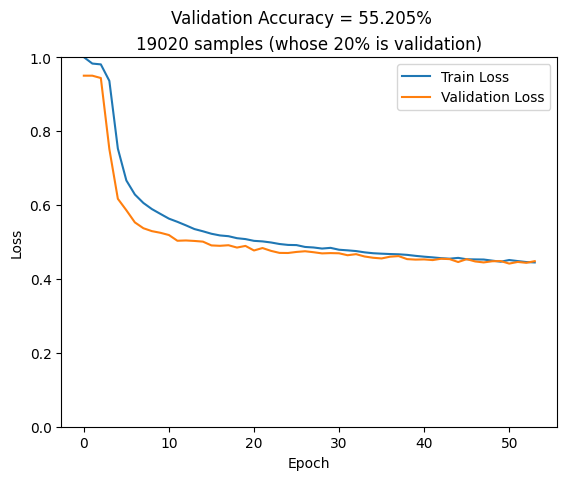 Validation Accuracy = 55.205%
19020 samples (whose 20% is validation)
Train Loss
Validation Loss
Loss
1.0
0.8
0.6
0.4
0.2
0.0
0
10
20
30
40
50
Epoch